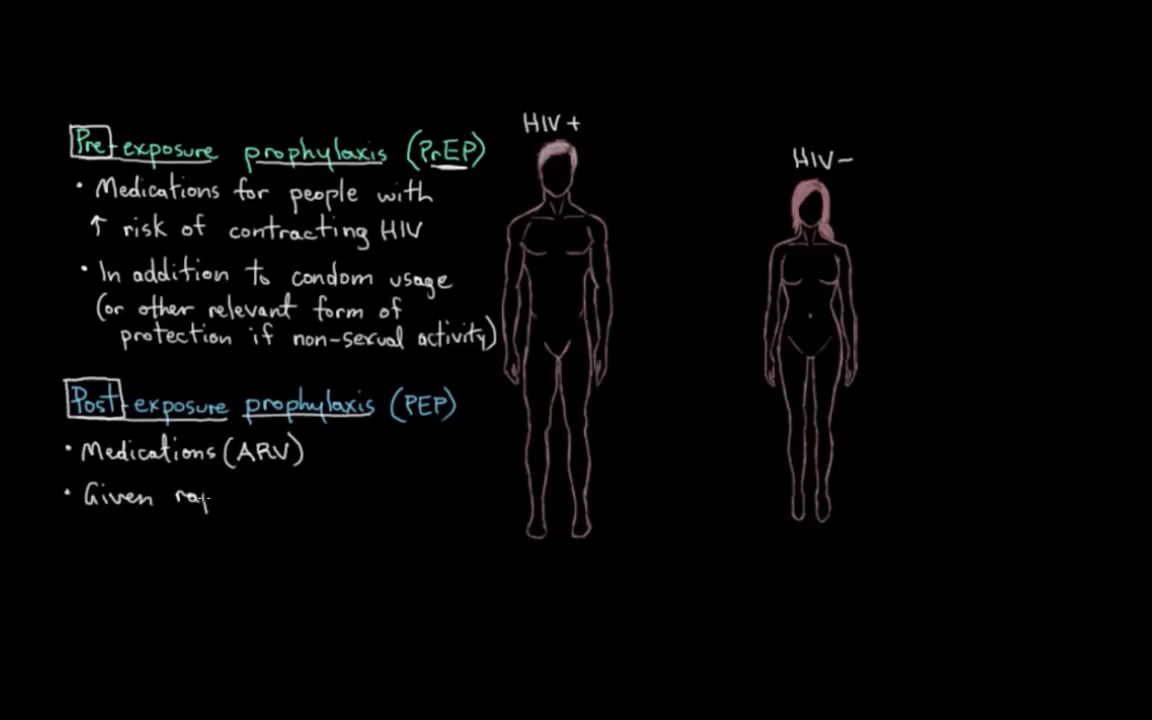 Pre-exposure prophylaxis (PrEP)
• Medications for people with
↑ risk of contracting HIV
• In addition to condom usage
(or other relevant form of
protection if non-sexual activity)
Post-exposure prophylaxis (PEP)
• Medications (ARV)
• Given rap
HIV +
HIV −